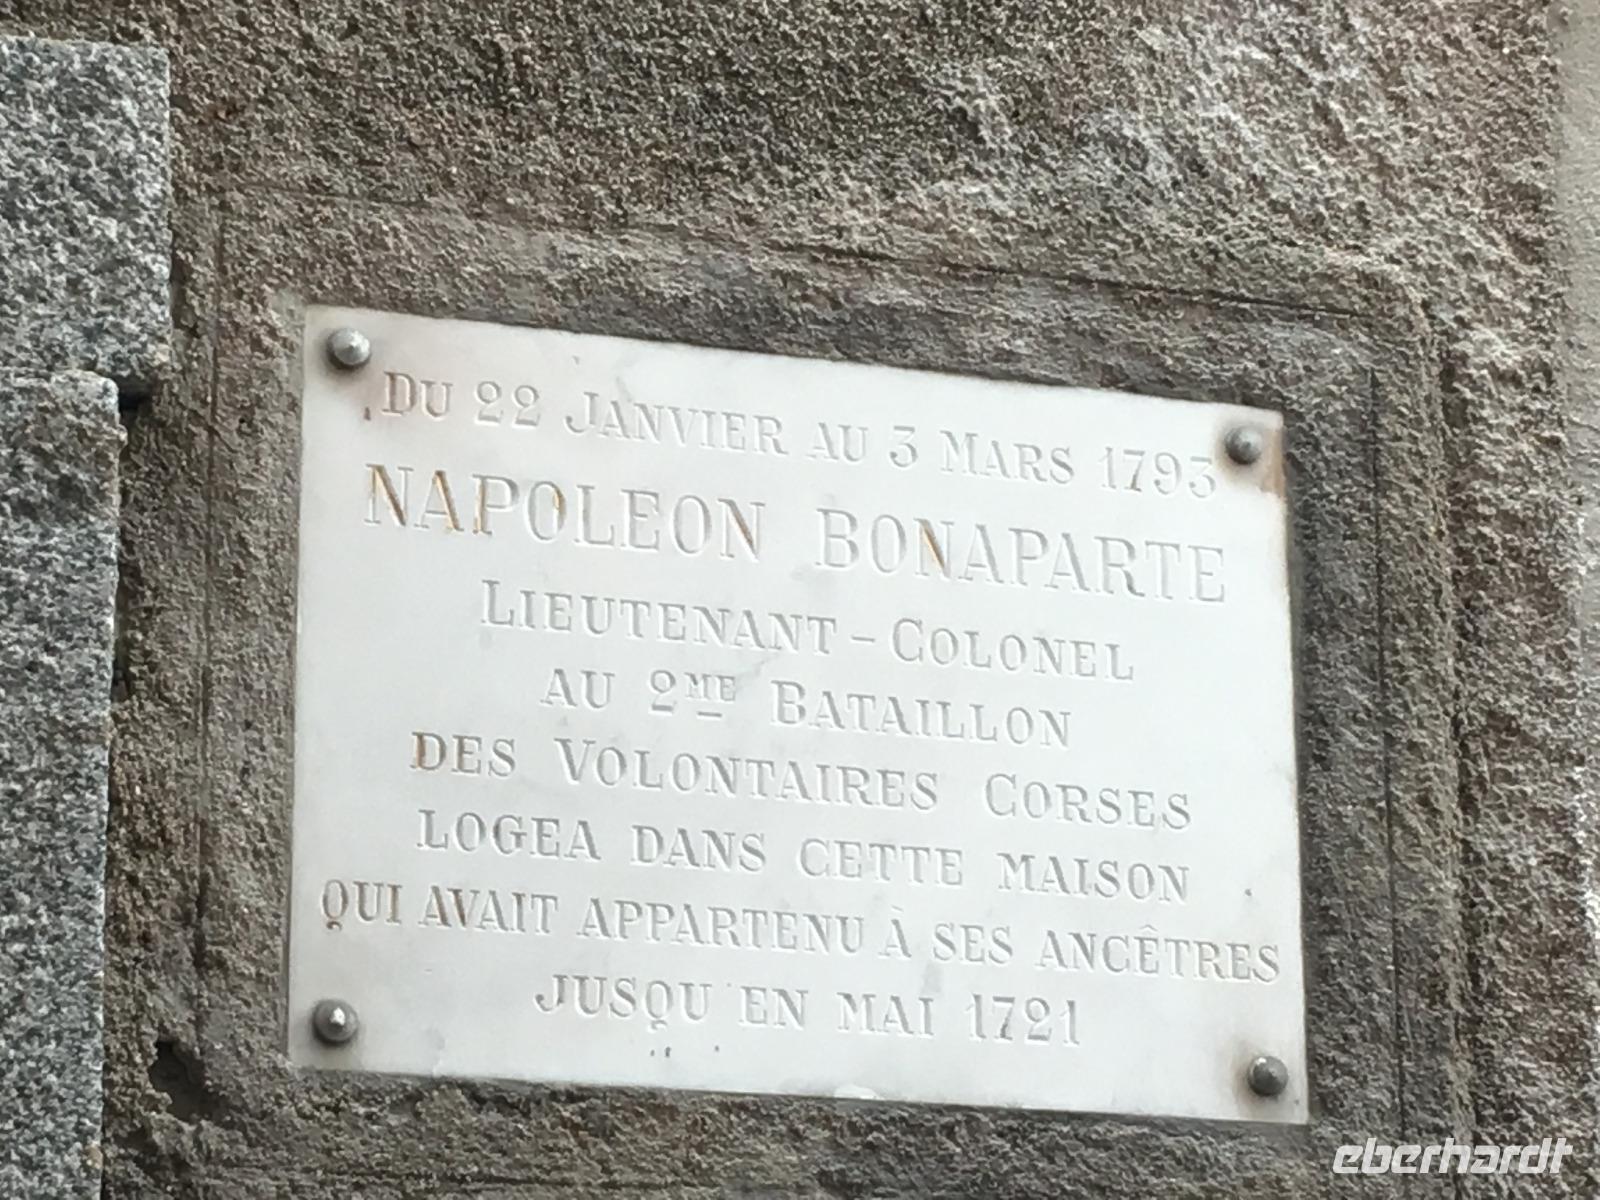 DU 22 JANVIER AU 3 MARS 1793
NAPOLEON BONAPARTE
LIEUTENANT-COLONEL
AU 2ME BATAILLON
DES VOLONTAIRES CORSES
LOGEA DANS CETTE MAISON
QUI AVAIT APPARTENU À SES ANCÊTRES
JUSQU'EN MAI 1721
eberhardt